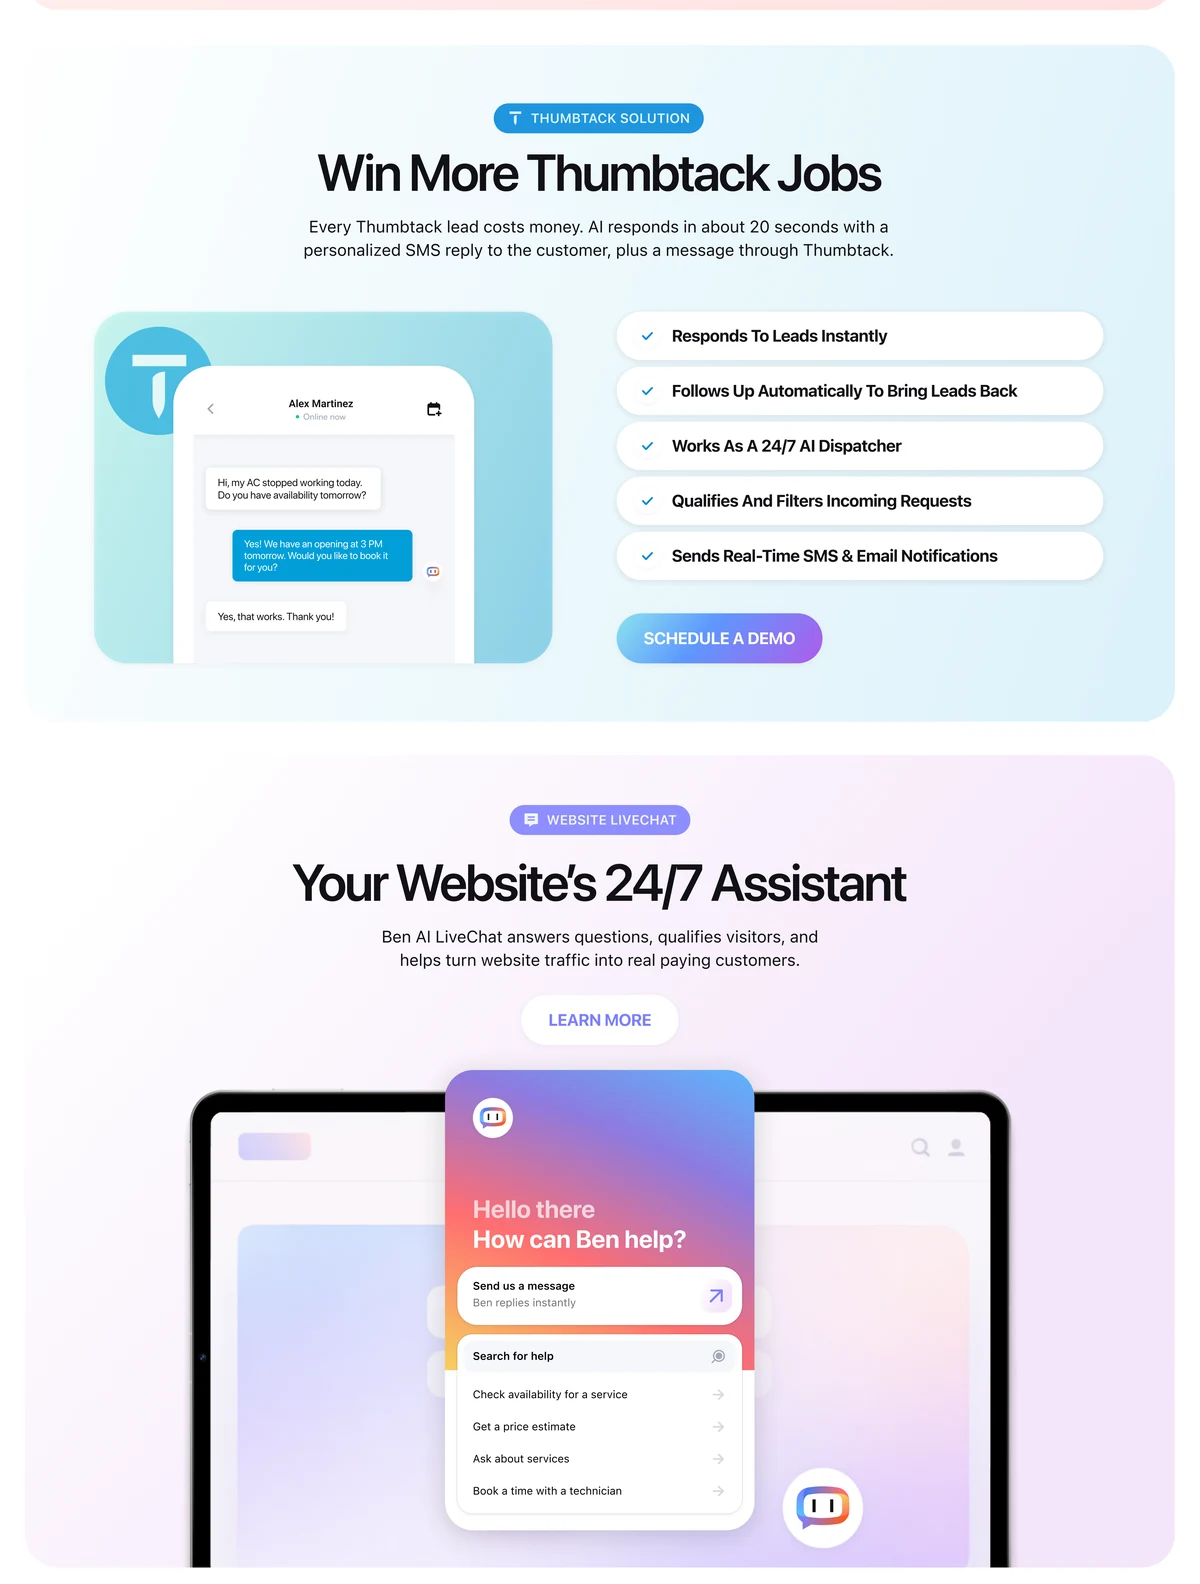 THUMBTACK SOLUTION
Win More Thumbtack Jobs
Every Thumbtack lead costs money. AI responds in about 20 seconds with a
personalized SMS reply to the customer, plus a message through Thumbtack.
Alex Martinez
Online now
Hi, my AC stopped working today.
Do you have availability tomorrow?
Yes! We have an opening at 3 PM
tomorrow. Would you like to book it
for you?
Yes, that works. Thank you!
Responds To Leads Instantly
Follows Up Automatically To Bring Leads Back
Works As A 24/7 AI Dispatcher
Qualifies And Filters Incoming Requests
Sends Real-Time SMS & Email Notifications
SCHEDULE A DEMO
WEBSITE LIVECHAT
Your Website's 24/7 Assistant
Ben AI LiveChat answers questions, qualifies visitors, and
helps turn website traffic into real paying customers.
LEARN MORE
Hello there
How can Ben help?
Send us a message
Ben replies instantly
Search for help
Check availability for a service
Get a price estimate
Ask about services
Book a time with a technician